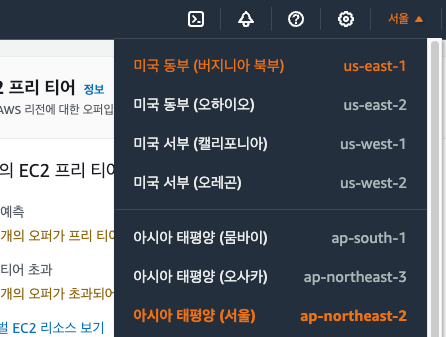 서울 ▲
미국 동부 (버지니아 북부) us-east-1
미국 동부 (오하이오) us-east-2
미국 서부 (캘리포니아) us-west-1
미국 서부 (오레곤) us-west-2
아시아 태평양 (뭄바이) ap-south-1
아시아 태평양 (오사카) ap-northeast-3
아시아 태평양 (서울) ap-northeast-2
2 프리 티어 정보
AWS 리전에 대한 오퍼입
의 EC2 프리 티어
예측
개의 오퍼가 프리 티어
티어 초과
개의 오퍼가 초과되어
벌 EC2 리소스 보기